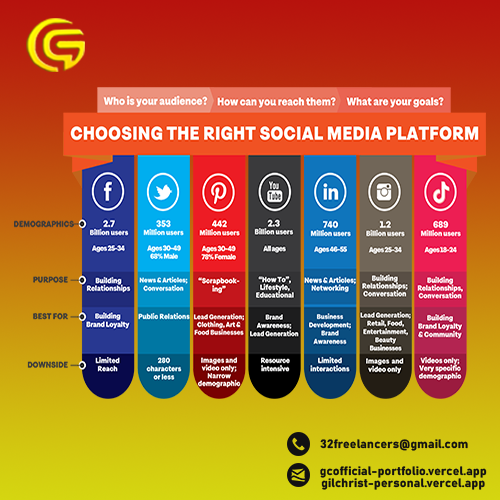 Who is your audience?
How can you reach them?
What are your goals?
CHOOSING THE RIGHT SOCIAL MEDIA PLATFORM
You
Tube
in
DEMOGRAPHICS
2.7
Billion users
Ages 25-34
353
Million users
Ages 30-49
68% Male
442
Million users
Ages 30-49
78% Female
2.3
Billion users
All ages
740
Million users
Ages 46-55
1.2
Billion users
Ages 25-34
689
Million users
Ages 18-24
PURPOSE
Building
Relationships
News & Articles;
Conversation
"Scrapbook-
ing"
"How To",
Lifestyle,
Educational
News & Articles;
Networking
Building
Relationships;
Conversation
Building
Relationships,
Conversation
BEST FOR
Building
Brand Loyalty
Public Relations
Lead Generation;
Clothing, Art &
Food Businesses
Brand
Awareness;
Lead Generation
Business
Development;
Brand
Awareness
Lead Generation;
Retail, Food,
Entertainment,
Beauty
Businesses
Building
Brand Loyalty
& Community
DOWNSIDE
Limited
Reach
280
characters
or less
Images and
video only;
Narrow
demographic
Resource
intensive
Limited
interactions
Images and
video only
Videos only;
Very specific
demographic
32freelancers@gmail.com
gcofficial-portfolio.vercel.app
gilchrist-personal.vercel.app